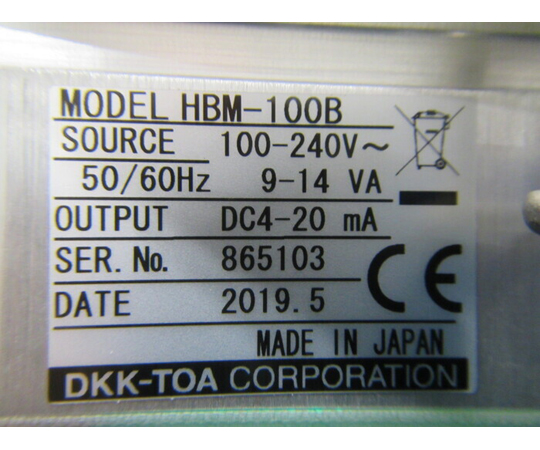 MODEL HBM-100B
SOURCE 100-240V~
50/60Hz 9-14 VA
OUTPUT DC4-20 mA
SER. No. 865103
CE
DATE 2019.5
MADE IN JAPAN
DKK-TOA CORPORATION